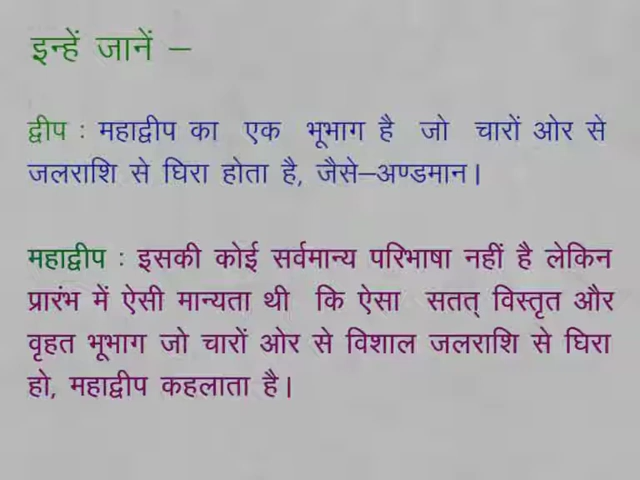 इन्हें जानें –
द्वीप : महाद्वीप का एक भूभाग है जो चारों ओर से
जलराशि से घिरा होता है, जैसे–अण्डमान।
महाद्वीप : इसकी कोई सर्वमान्य परिभाषा नहीं है लेकिन
प्रारंभ में ऐसी मान्यता थी कि ऐसा सतत् विस्तृत और
वृहत भूभाग जो चारों ओर से विशाल जलराशि से घिरा
हो, महाद्वीप कहलाता है।